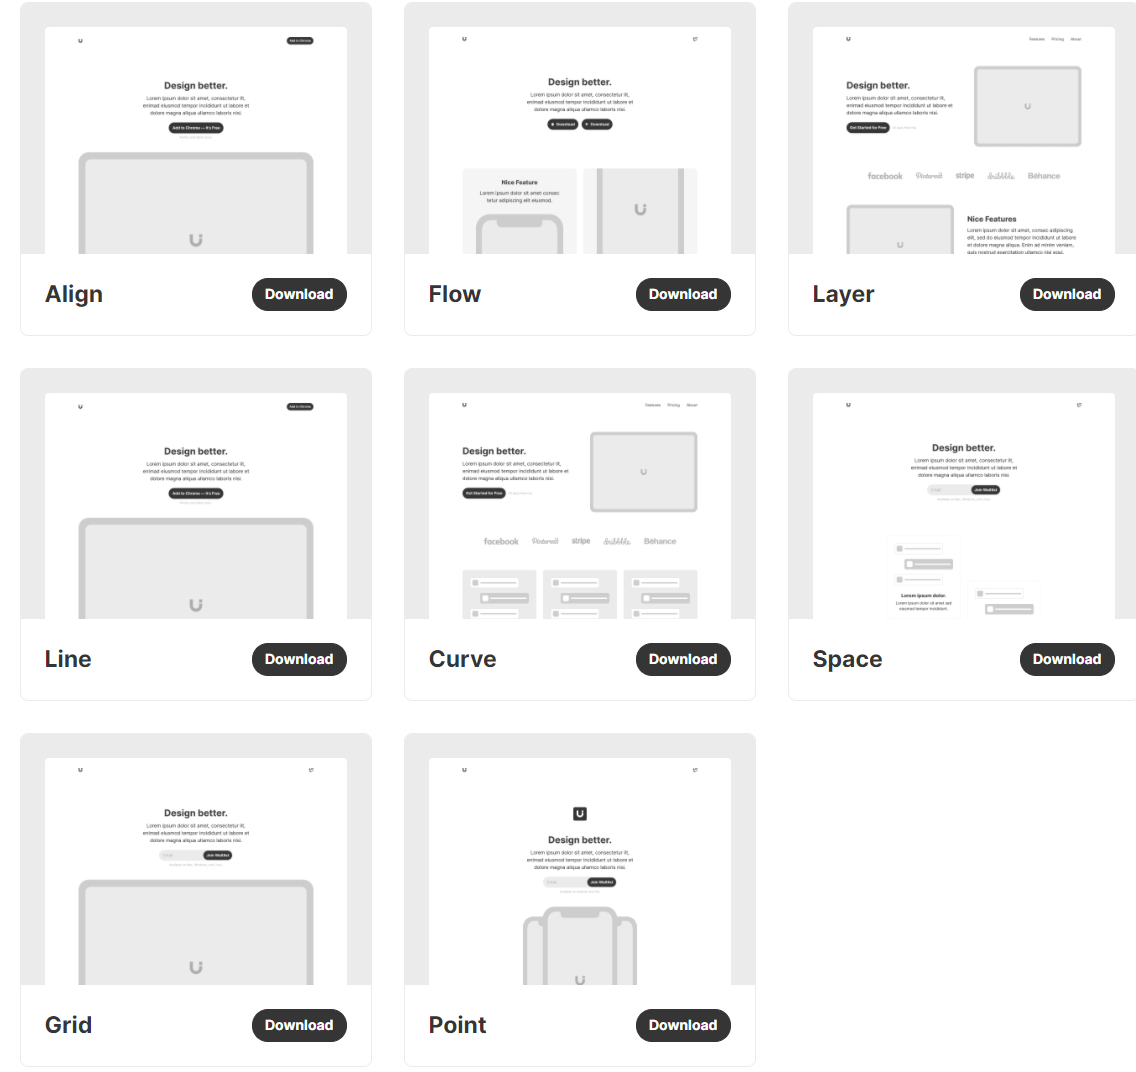 Add to Chrome
Design better.
Lorem ipsum dolor sit amet, consectetur lit,
enimad eiusmod tempor incididunt ut labore et
dolore magna aliqua ullamco laboris nisi.
Add to Chrome — It's Free
Align
Download
Design better.
Lorem ipsum dolor sit amet, consectetur lit,
enimad eiusmod tempor incididunt ut labore et
dolore magna aliqua ullamco laboris nisi.
Download
Download
Nice Feature
Lorem ipsum dolor sit amet consec
tetur adipiscing elit eiusmod.
Flow
Download
Features Pricing About
Design better.
Lorem ipsum dolor sit amet, consectetur lit,
enimad eiusmod tempor incididunt ut labore et
dolore magna aliqua ullamco laboris nisi.
Get Started for Free
facebook Pinterest stripe dribbble Bēhance
Nice Features
Lorem ipsum dolor sit amet, consec adipiscing
elit, sed do eiusmod tempor incididunt ut labore
et dolore magna aliqua. Enim ad minim veniam,
quis nostrud exercitation ullamco laboris nisi.
Layer
Download
Add to Chrome
Design better.
Lorem ipsum dolor sit amet, consectetur lit,
enimad eiusmod tempor incididunt ut labore et
dolore magna aliqua ullamco laboris nisi.
Add to Chrome — It's Free
Line
Download
Features Pricing About
Design better.
Lorem ipsum dolor sit amet, consectetur lit,
enimad eiusmod tempor incididunt ut labore et
dolore magna aliqua ullamco laboris nisi.
Get Started for Free
facebook Pinterest stripe dribbble Bēhance
Curve
Download
Design better.
Lorem ipsum dolor sit amet, consectetur lit,
enimad eiusmod tempor incididunt ut labore et
dolore magna aliqua ullamco laboris nisi.
Email
Join Waitlist
Lorem ipsum dolor.
Lorem ipsum dolor amet sed
eiusmod tempor incididunt.
Space
Download
Design better.
Lorem ipsum dolor sit amet, consectetur lit,
enimad eiusmod tempor incididunt ut labore et
dolore magna aliqua ullamco laboris nisi.
Email
Join Waitlist
Grid
Download
Design better.
Lorem ipsum dolor sit amet, consectetur lit,
enimad eiusmod tempor incididunt ut labore et
dolore magna aliqua ullamco laboris nisi.
Email
Join Waitlist
Point
Download